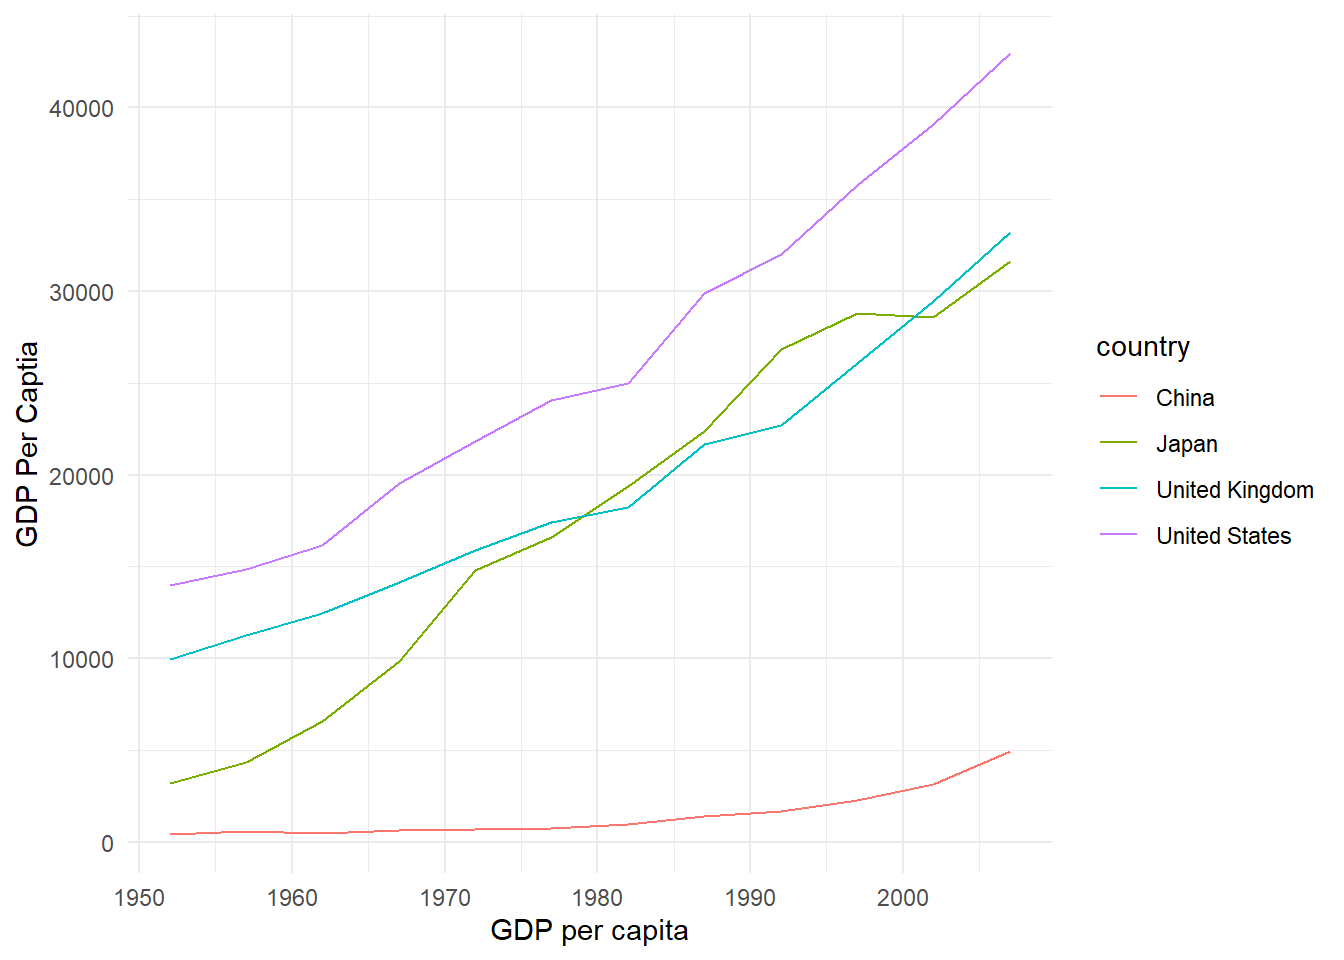 40000
30000
20000
10000
0
GDP Per Captia
1950 1960 1970 1980 1990 2000
GDP per capita
country
China
Japan
United Kingdom
United States